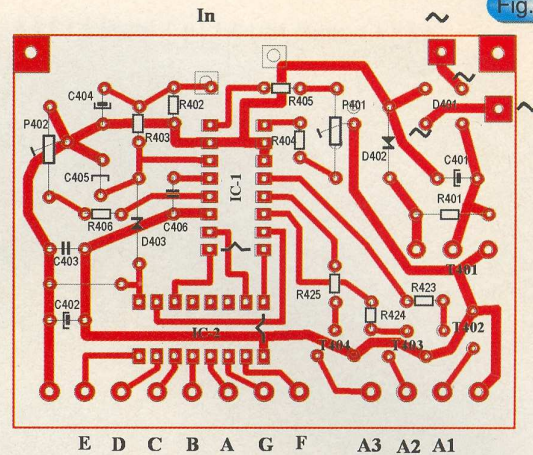 In ~ Fig.
C404 R402 R405 ~
P402 R403 R404 P401 D401 ~
D402
C405 IC-1 C401
R406 C406 R401
D403
C403 T401
R425 R423
C402 R424
IC-2 T404 T403 T402
E D C B A G F A3 A2 A1